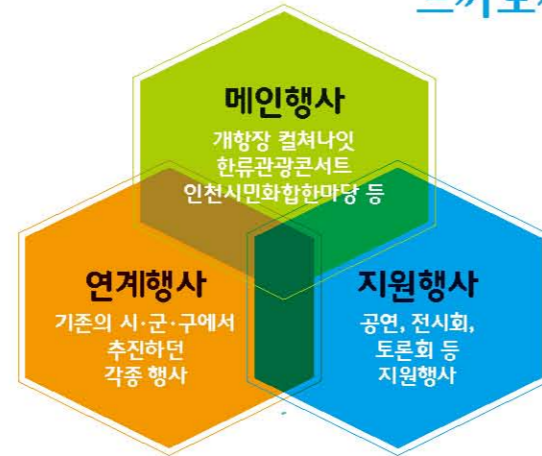 메인행사
개항장 컬쳐나잇
한류관광콘서트
인천시민화합한마당 등
연계행사
기존의 시·군·구에서
추진하던
각종 행사
지원행사
공연, 전시회,
토론회 등
지원행사